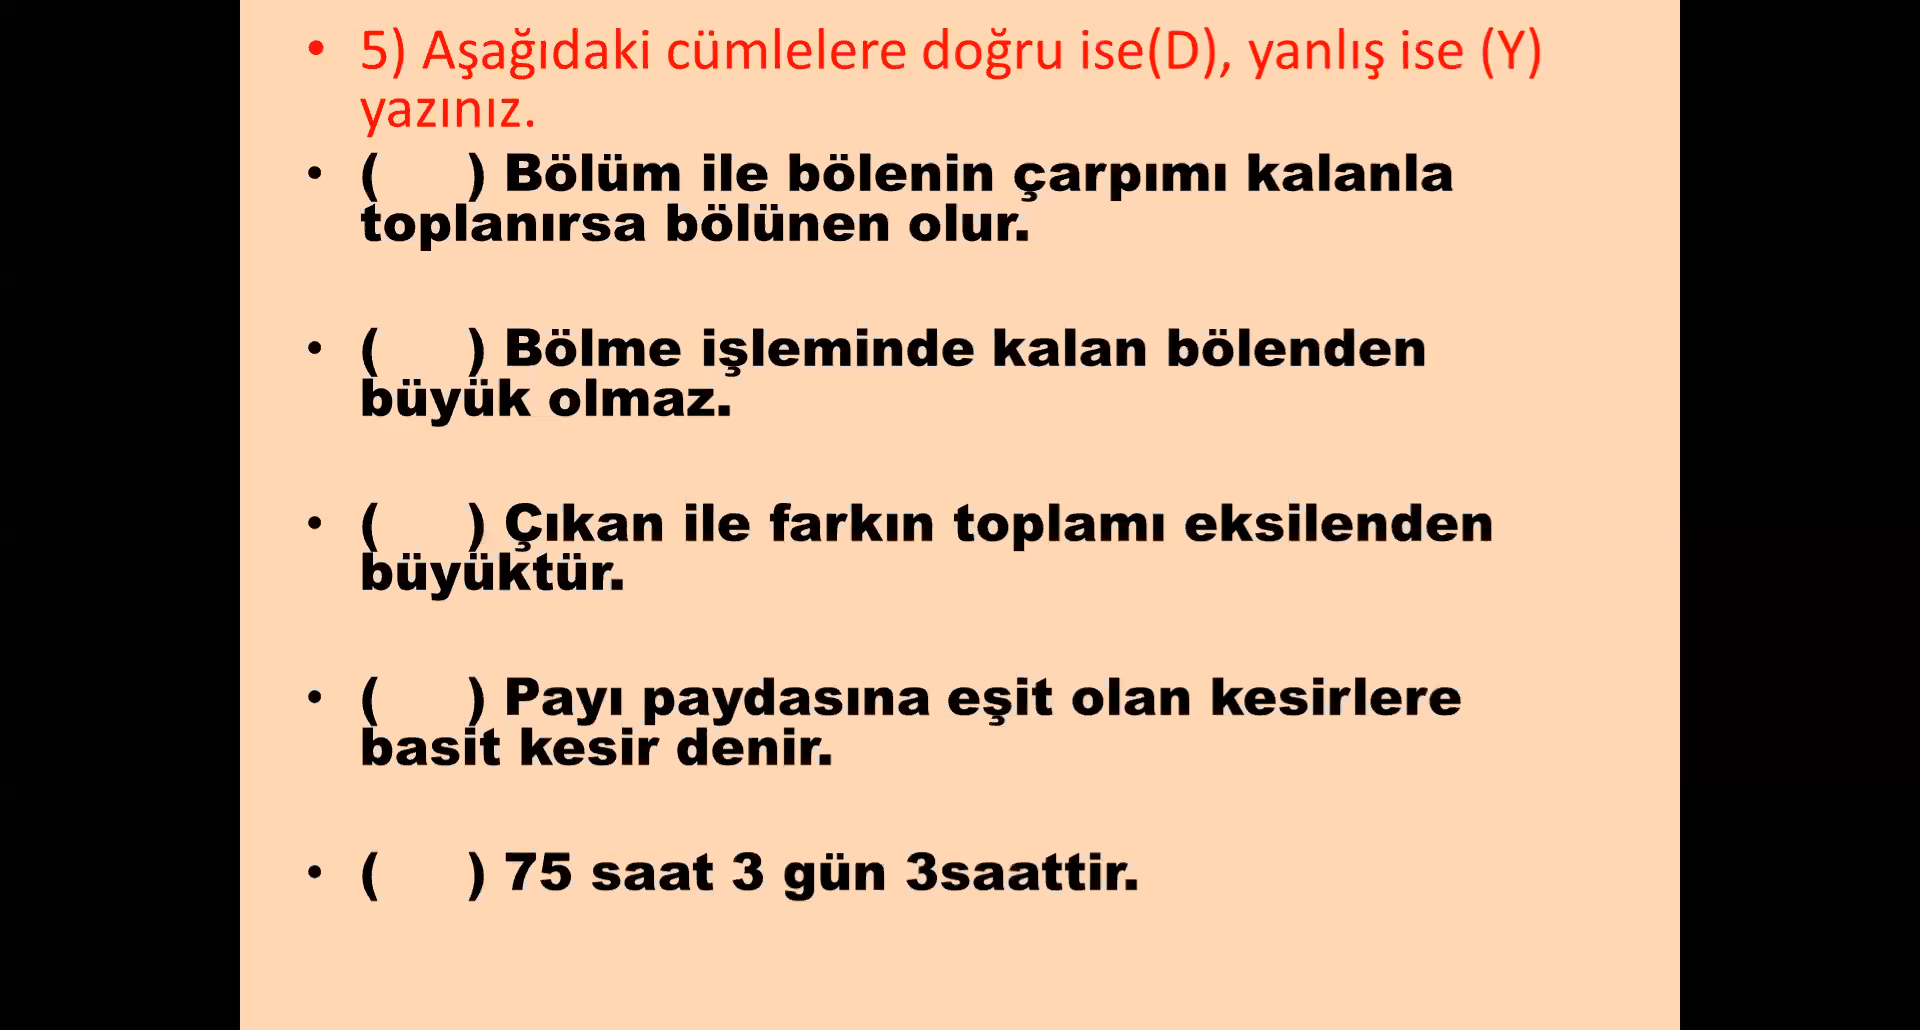 • 5) Aşağıdaki cümlelere doğru ise(D), yanlış ise (Y)
yazınız.
• ( ) Bölüm ile bölenin çarpımı kalanla
toplanırsa bölünen olur.
• ( ) Bölme işleminde kalan bölenden
büyük olmaz.
• ( ) Çıkan ile farkın toplamı eksilenden
büyüktür.
• ( ) Payı paydasına eşit olan kesirlere
basit kesir denir.
• ( ) 75 saat 3 gün 3saattir.